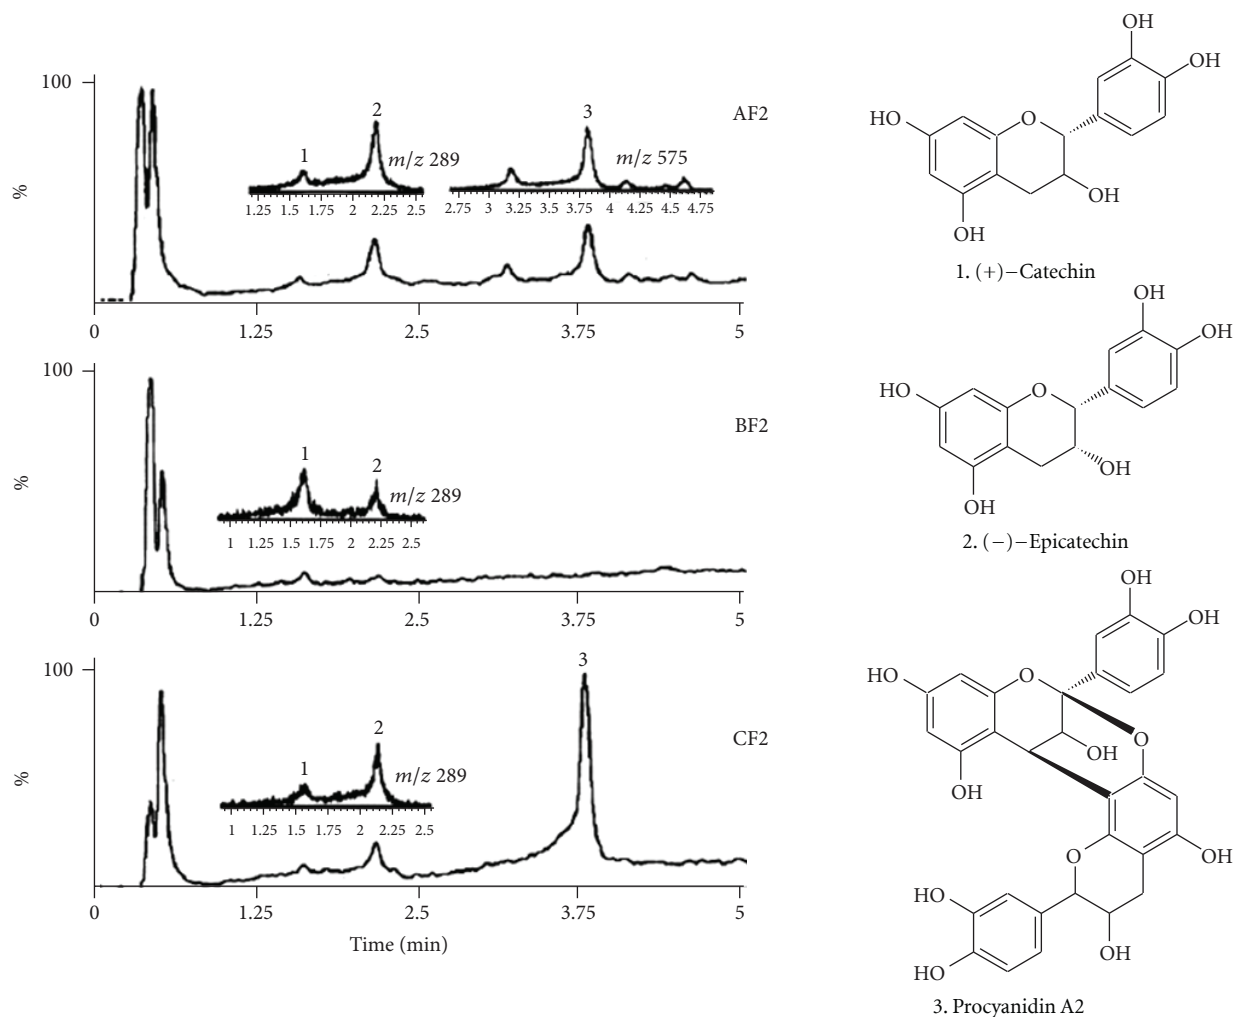 100
%
AF2
1
2
m/z 289
1.25 1.5 1.75 2 2.25 2.5
3
m/z 575
2.75 3 3.25 3.5 3.75 4 4.25 4.5 4.75
0 1.25 2.5 3.75 5
100
%
BF2
1
2
m/z 289
1 1.25 1.5 1.75 2 2.25 2.5
0 1.25 2.5 3.75 5
100
%
CF2
1
2
m/z 289
1 1.25 1.5 1.75 2 2.25 2.5
3
0 1.25 2.5 3.75 5
Time (min)
OH
OH
HO
O
OH
OH
1. (+)−Catechin
OH
OH
HO
O
OH
OH
2. (−)−Epicatechin
OH
OH
HO
O
O
OH
OH
O
OH
HO
OH
HO
3. Procyanidin A2